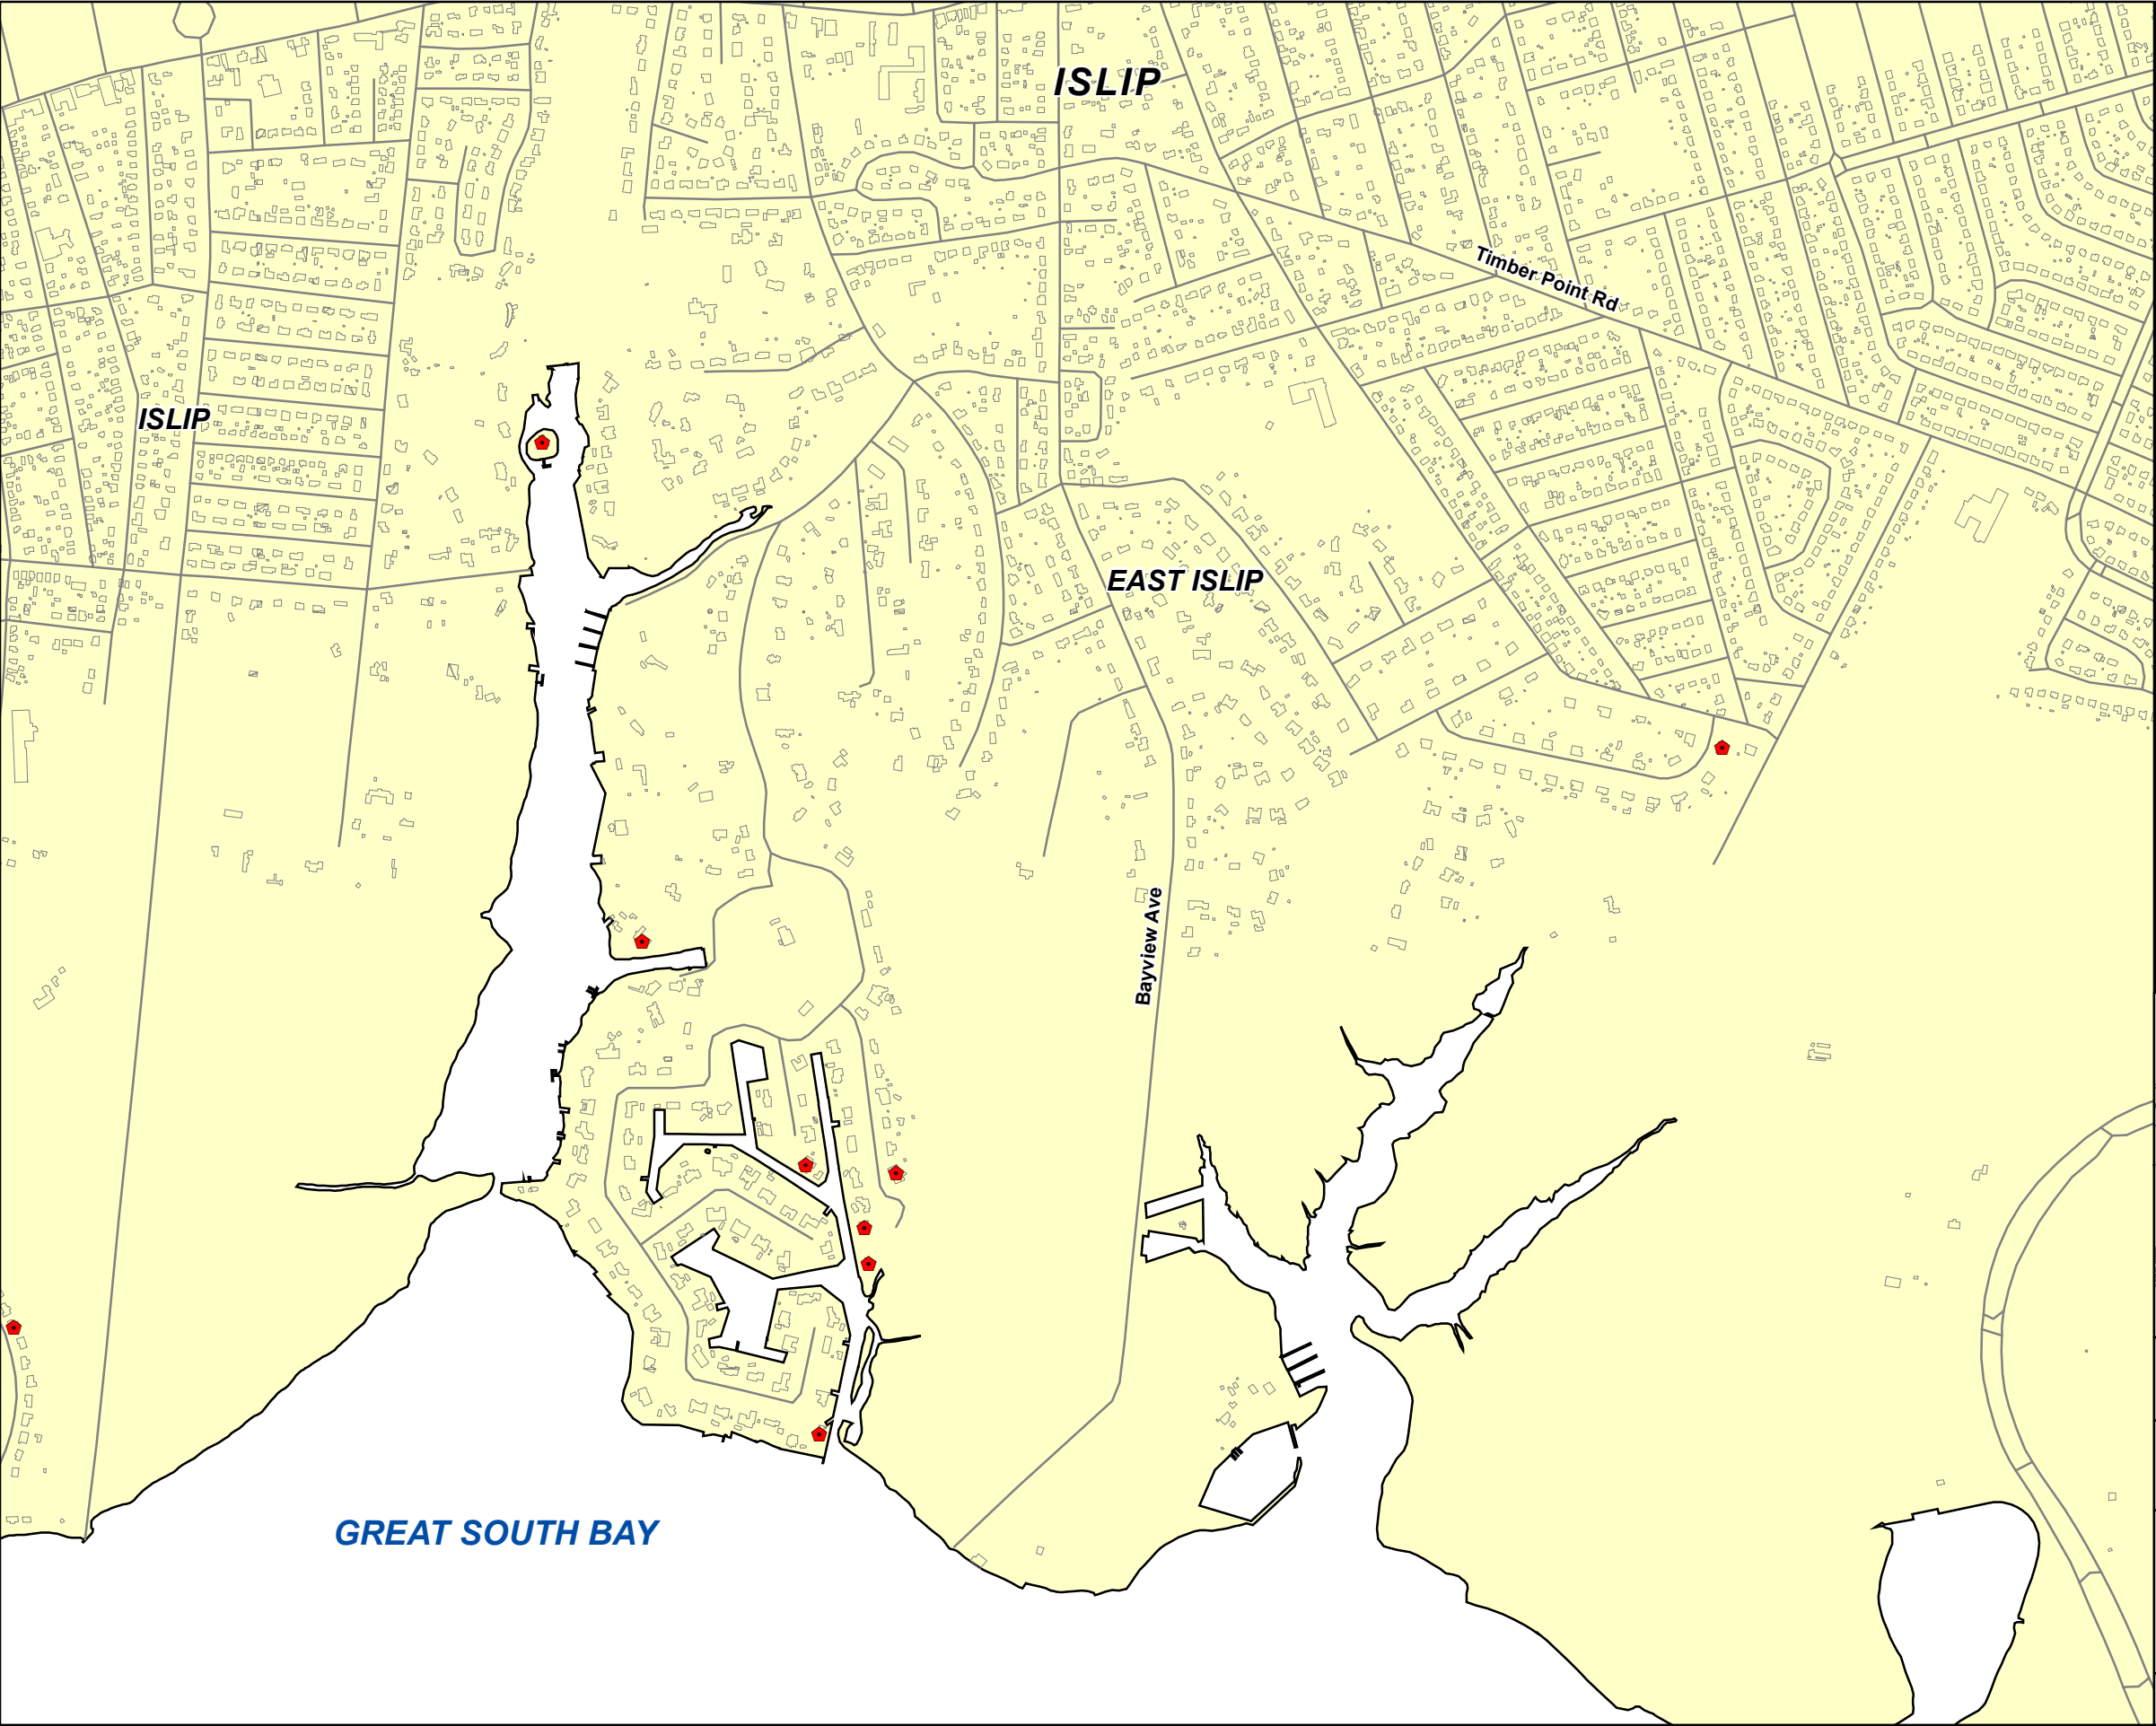 ISLIP
Timber Point Rd
ISLIP
EAST ISLIP
Bayview Ave
GREAT SOUTH BAY